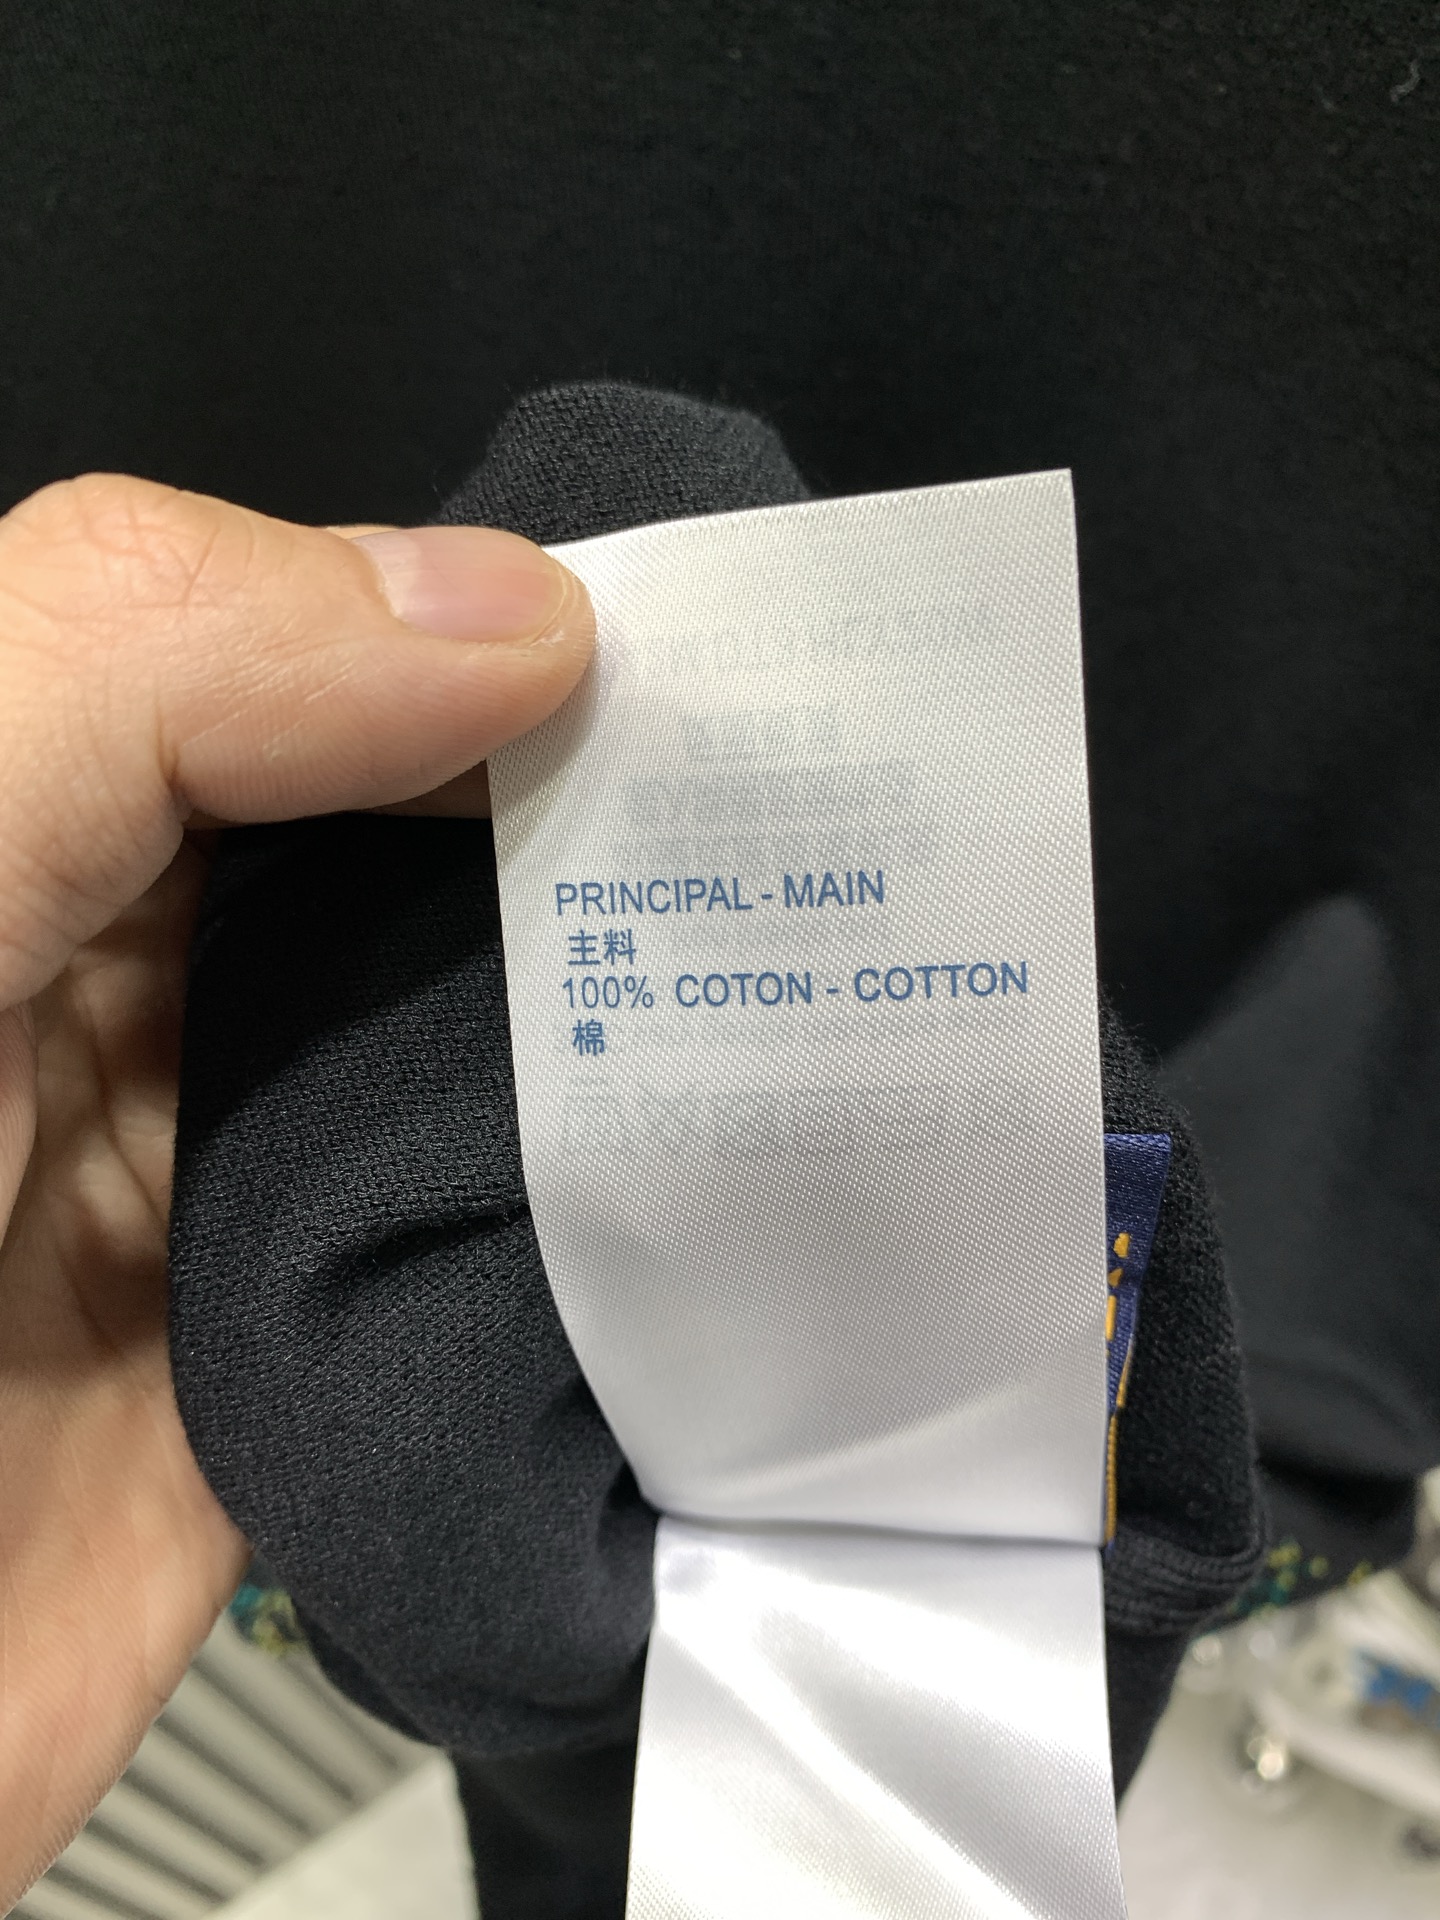 PRINCIPAL - MAIN
主料
100% COTON - COTTON
棉